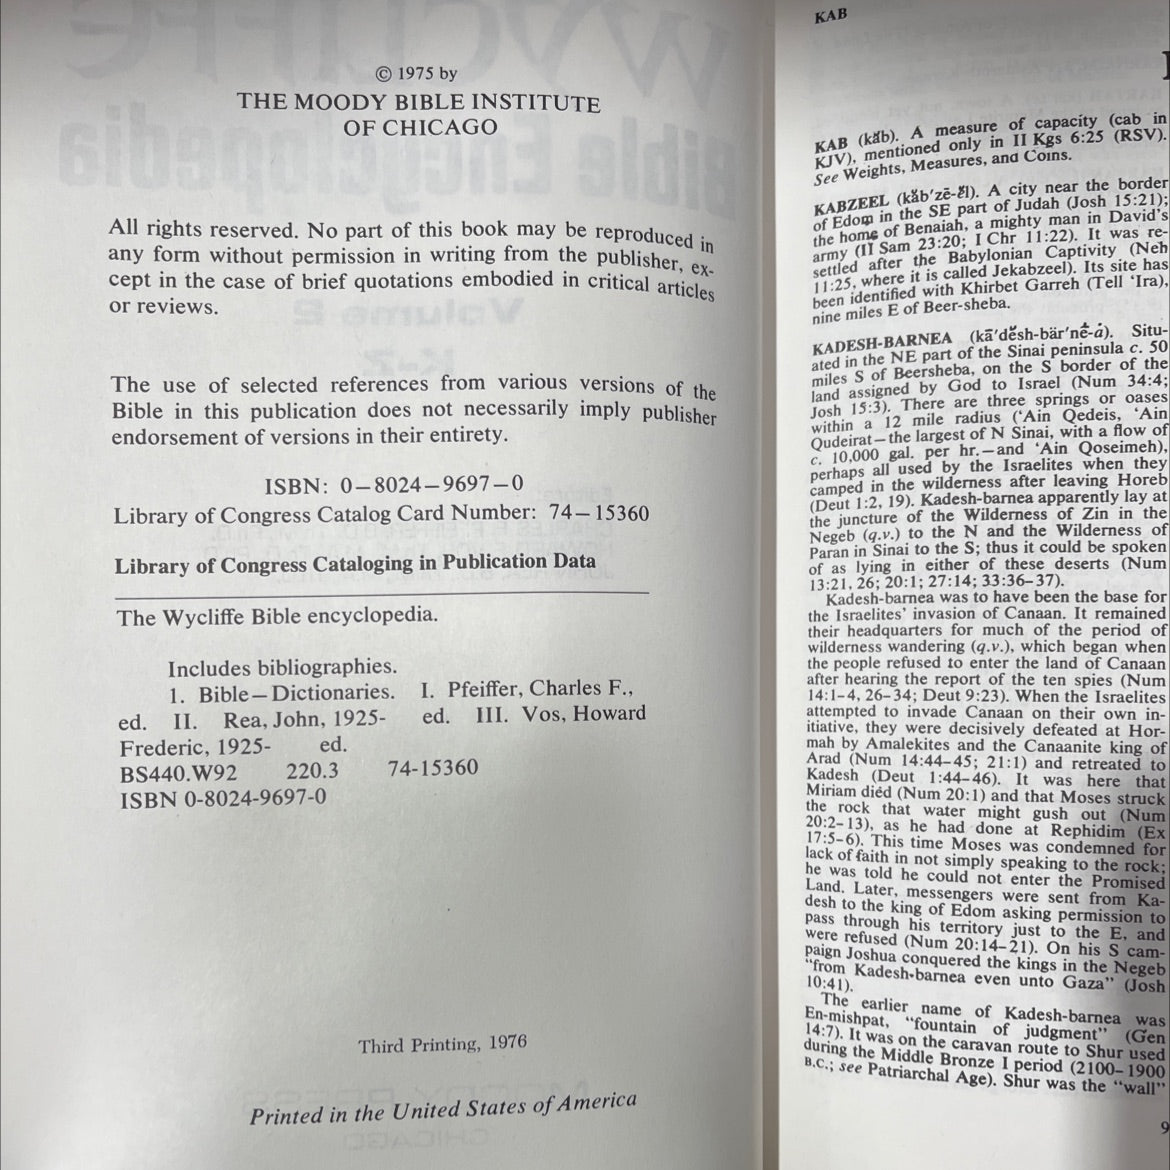 © 1975 by
THE MOODY BIBLE INSTITUTE
OF CHICAGO
All rights reserved. No part of this book may be reproduced in
any form without permission in writing from the publisher, ex-
cept in the case of brief quotations embodied in critical articles
or reviews.
The use of selected references from various versions of the
Bible in this publication does not necessarily imply publisher
endorsement of versions in their entirety.
ISBN: 0–8024–9697–0
Library of Congress Catalog Card Number: 74–15360
Library of Congress Cataloging in Publication Data
The Wycliffe Bible encyclopedia.
Includes bibliographies.
1. Bible—Dictionaries. I. Pfeiffer, Charles F.,
ed. II. Rea, John, 1925- ed. III. Vos, Howard
Frederic, 1925- ed.
BS440.W92 220.3 74-15360
ISBN 0-8024-9697-0
Third Printing, 1976
Printed in the United States of America
KAB
KAB (kăb). A measure of capacity (cab in
KJV), mentioned only in II Kgs 6:25 (RSV).
See Weights, Measures, and Coins.
KABZEEL (kăb′zē-ĕl). A city near the border
of Edom in the SE part of Judah (Josh 15:21);
the home of Benaiah, a mighty man in David's
army (II Sam 23:20; I Chr 11:22). It was re-
settled after the Babylonian Captivity (Neh
11:25, where it is called Jekabzeel). Its site has
been identified with Khirbet Garreh (Tell ‘Ira),
nine miles E of Beer-sheba.
KADESH-BARNEA (kā′dĕsh-bär′nē-ȧ). Situ-
ated in the NE part of the Sinai peninsula c. 50
miles S of Beersheba, on the S border of the
land assigned by God to Israel (Num 34:4;
Josh 15:3). There are three springs or oases
within a 12 mile radius (‘Ain Qedeis, ‘Ain
Qudeirat—the largest of N Sinai, with a flow of
c. 10,000 gal. per hr.—and ‘Ain Qoseimeh),
perhaps all used by the Israelites when they
camped in the wilderness after leaving Horeb
(Deut 1:2, 19). Kadesh-barnea apparently lay at
the juncture of the Wilderness of Zin in the
Negeb (q.v.) to the N and the Wilderness of
Paran in Sinai to the S; thus it could be spoken
of as lying in either of these deserts (Num
13:21, 26; 20:1; 27:14; 33:36–37).
Kadesh-barnea was to have been the base for
the Israelites' invasion of Canaan. It remained
their headquarters for much of the period of
wilderness wandering (q.v.), which began when
the people refused to enter the land of Canaan
after hearing the report of the ten spies (Num
14:1–4, 26–34; Deut 9:23). When the Israelites
attempted to invade Canaan on their own in-
itiative, they were decisively defeated at Hor-
mah by Amalekites and the Canaanite king of
Arad (Num 14:44–45; 21:1) and retreated to
Kadesh (Deut 1:44–46). It was here that
Miriam died (Num 20:1) and that Moses struck
the rock that water might gush out (Num
20:2–13), as he had done at Rephidim (Ex
17:5–6). This time Moses was condemned for
lack of faith in not simply speaking to the rock;
he was told he could not enter the Promised
Land. Later, messengers were sent from Ka-
desh to the king of Edom asking permission to
pass through his territory just to the E, and
were refused (Num 20:14–21). On his S cam-
paign Joshua conquered the kings in the Negeb
“from Kadesh-barnea even unto Gaza” (Josh
10:41).
The earlier name of Kadesh-barnea was
En-mishpat, “fountain of judgment” (Gen
14:7). It was on the caravan route to Shur used
during the Middle Bronze I period (2100–1900
B.C.; see Patriarchal Age). Shur was the “wall”
9